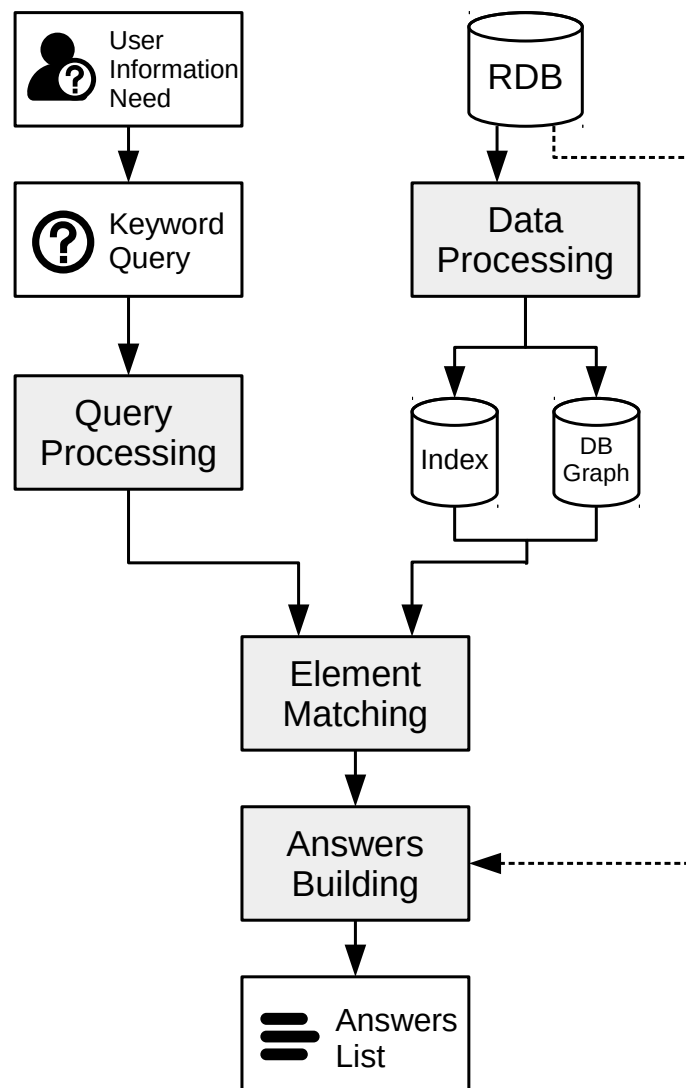 User
Information
Need
RDB
Keyword
Query
Data
Processing
Query
Processing
Index
DB
Graph
Element
Matching
Answers
Building
Answers
List